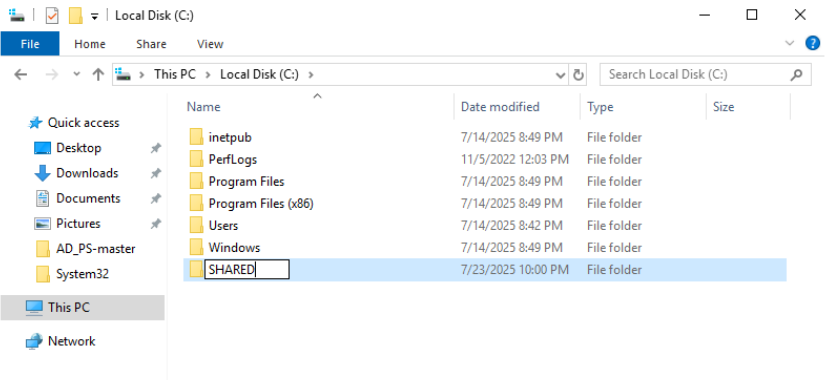 Local Disk (C:)
File Home Share View
This PC > Local Disk (C:) > Search Local Disk (C:)
Name Date modified Type Size
Quick access
Desktop
Downloads
Documents
Pictures
AD_PS-master
System32
This PC
Network
inetpub 7/14/2025 8:49 PM File folder
PerfLogs 11/5/2022 12:03 PM File folder
Program Files 7/14/2025 8:49 PM File folder
Program Files (x86) 7/14/2025 8:49 PM File folder
Users 7/14/2025 8:42 PM File folder
Windows 7/14/2025 8:49 PM File folder
SHARED 7/23/2025 10:00 PM File folder